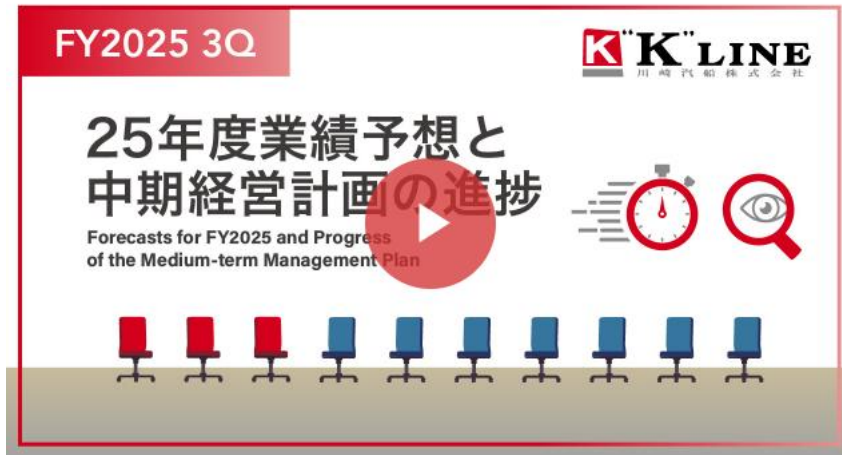 FY2025 3Q
K "K" LINE
川崎汽船株式会社
25年度業績予想と
中期経営計画の進捗
Forecasts for FY2025 and Progress
of the Medium-term Management Plan